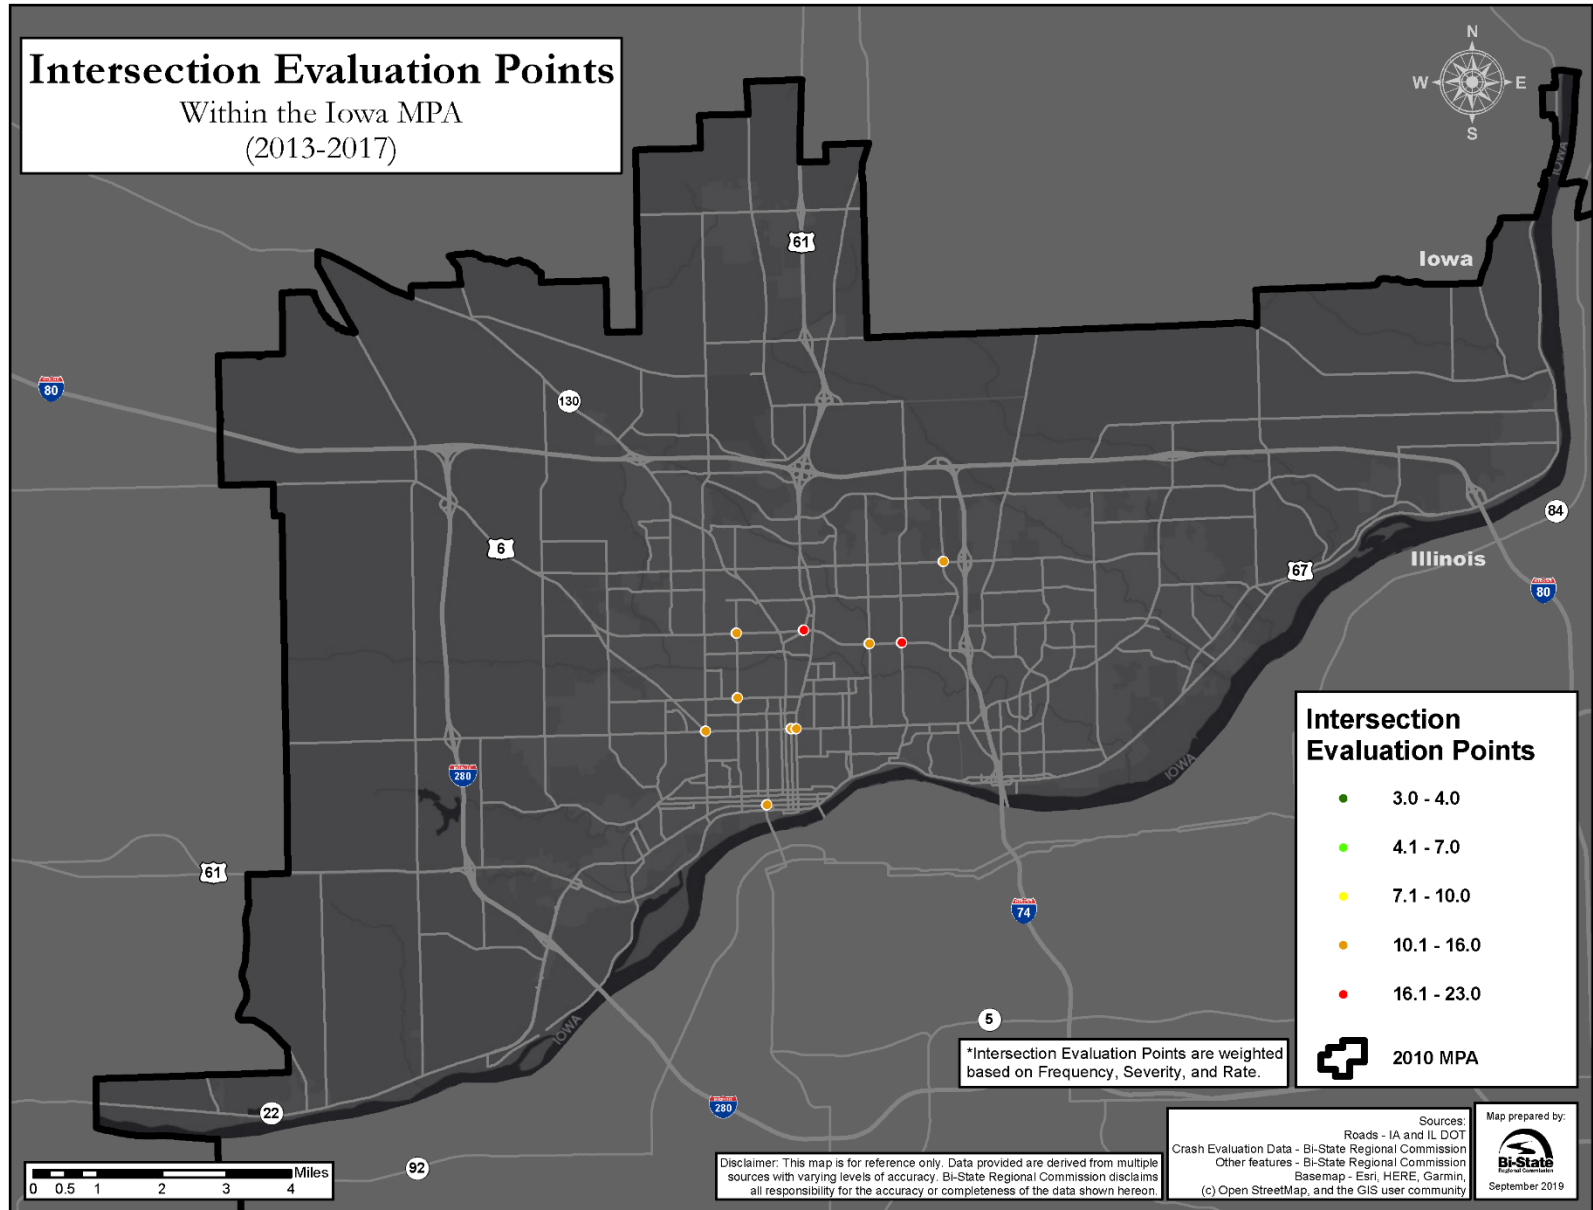 Intersection Evaluation Points
Within the Iowa MPA
(2013-2017)
N
W E
S
IOWA
61
Iowa
80
130
84
6
Illinois
67
80
IOWA
280
61
74
IOWA
5
22
280
92
Intersection
Evaluation Points
3.0 - 4.0
4.1 - 7.0
7.1 - 10.0
10.1 - 16.0
16.1 - 23.0
2010 MPA
*Intersection Evaluation Points are weighted
based on Frequency, Severity, and Rate.
Miles
0 0.5 1 2 3 4
Disclaimer: This map is for reference only. Data provided are derived from multiple
sources with varying levels of accuracy. Bi-State Regional Commission disclaims
all responsibility for the accuracy or completeness of the data shown hereon.
Sources:
Roads - IA and IL DOT
Crash Evaluation Data - Bi-State Regional Commission
Other features - Bi-State Regional Commission
Basemap - Esri, HERE, Garmin,
(c) Open StreetMap, and the GIS user community
Map prepared by:
Bi-State
Regional Commission
September 2019